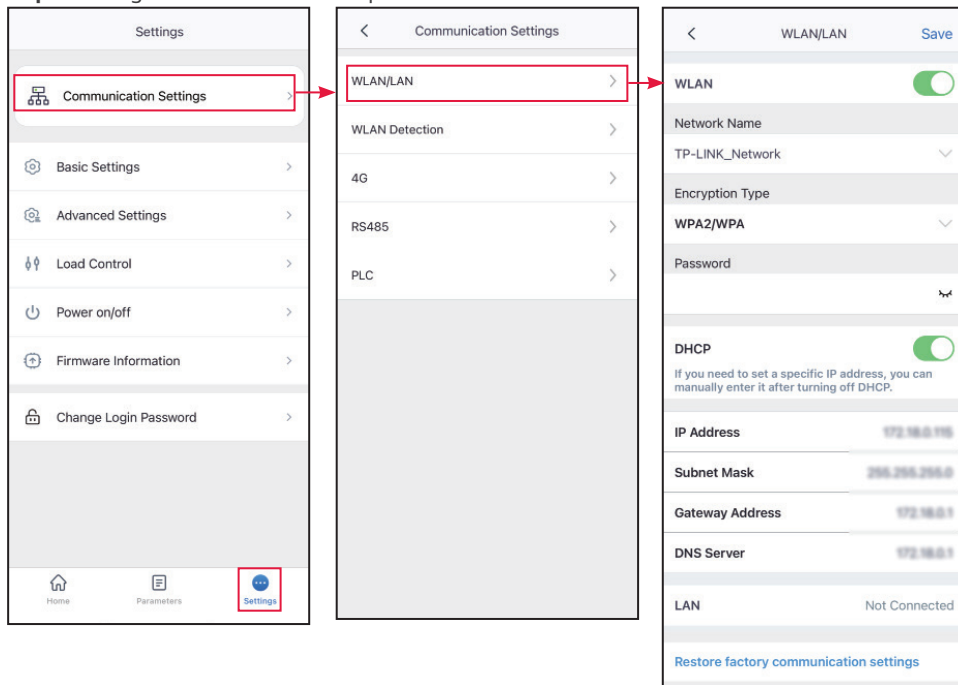 Settings
Communication Settings
Basic Settings
Advanced Settings
Load Control
Power on/off
Firmware Information
Change Login Password
Home
Parameters
Settings
Communication Settings
WLAN/LAN
WLAN Detection
4G
RS485
PLC
WLAN/LAN Save
WLAN
Network Name
TP-LINK_Network
Encryption Type
WPA2/WPA
Password
DHCP
If you need to set a specific IP address, you can
manually enter it after turning off DHCP.
IP Address
Subnet Mask
Gateway Address
DNS Server
LAN Not Connected
Restore factory communication settings